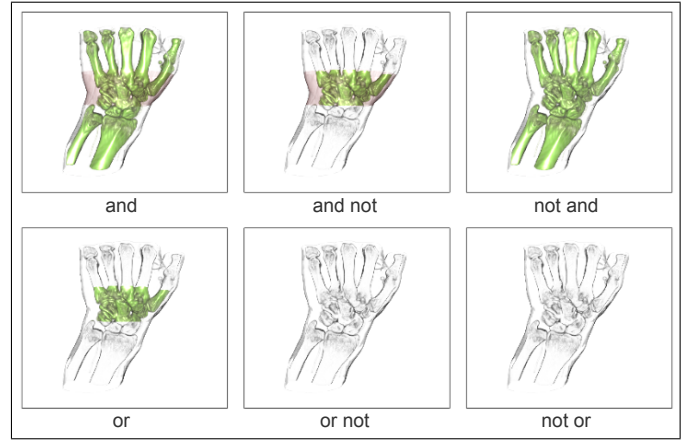 and
and not
not and
or
or not
not or